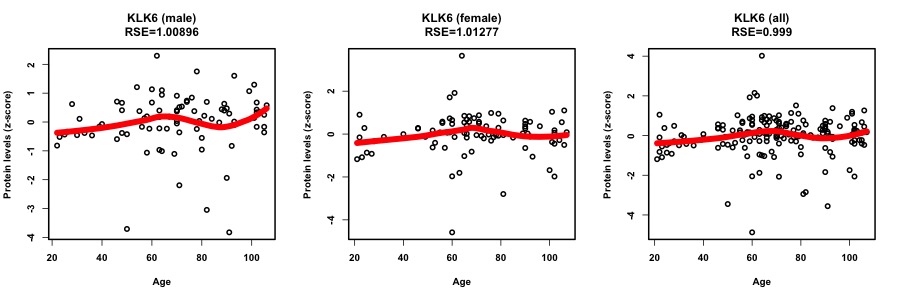 KLK6 (male)
RSE=1.00896
Protein levels (z-score)
2
1
0
-1
-2
-3
-4
20 40 60 80 100
Age
KLK6 (female)
RSE=1.01277
Protein levels (z-score)
2
0
-2
-4
20 40 60 80 100
Age
KLK6 (all)
RSE=0.999
Protein levels (z-score)
4
2
0
-2
-4
20 40 60 80 100
Age